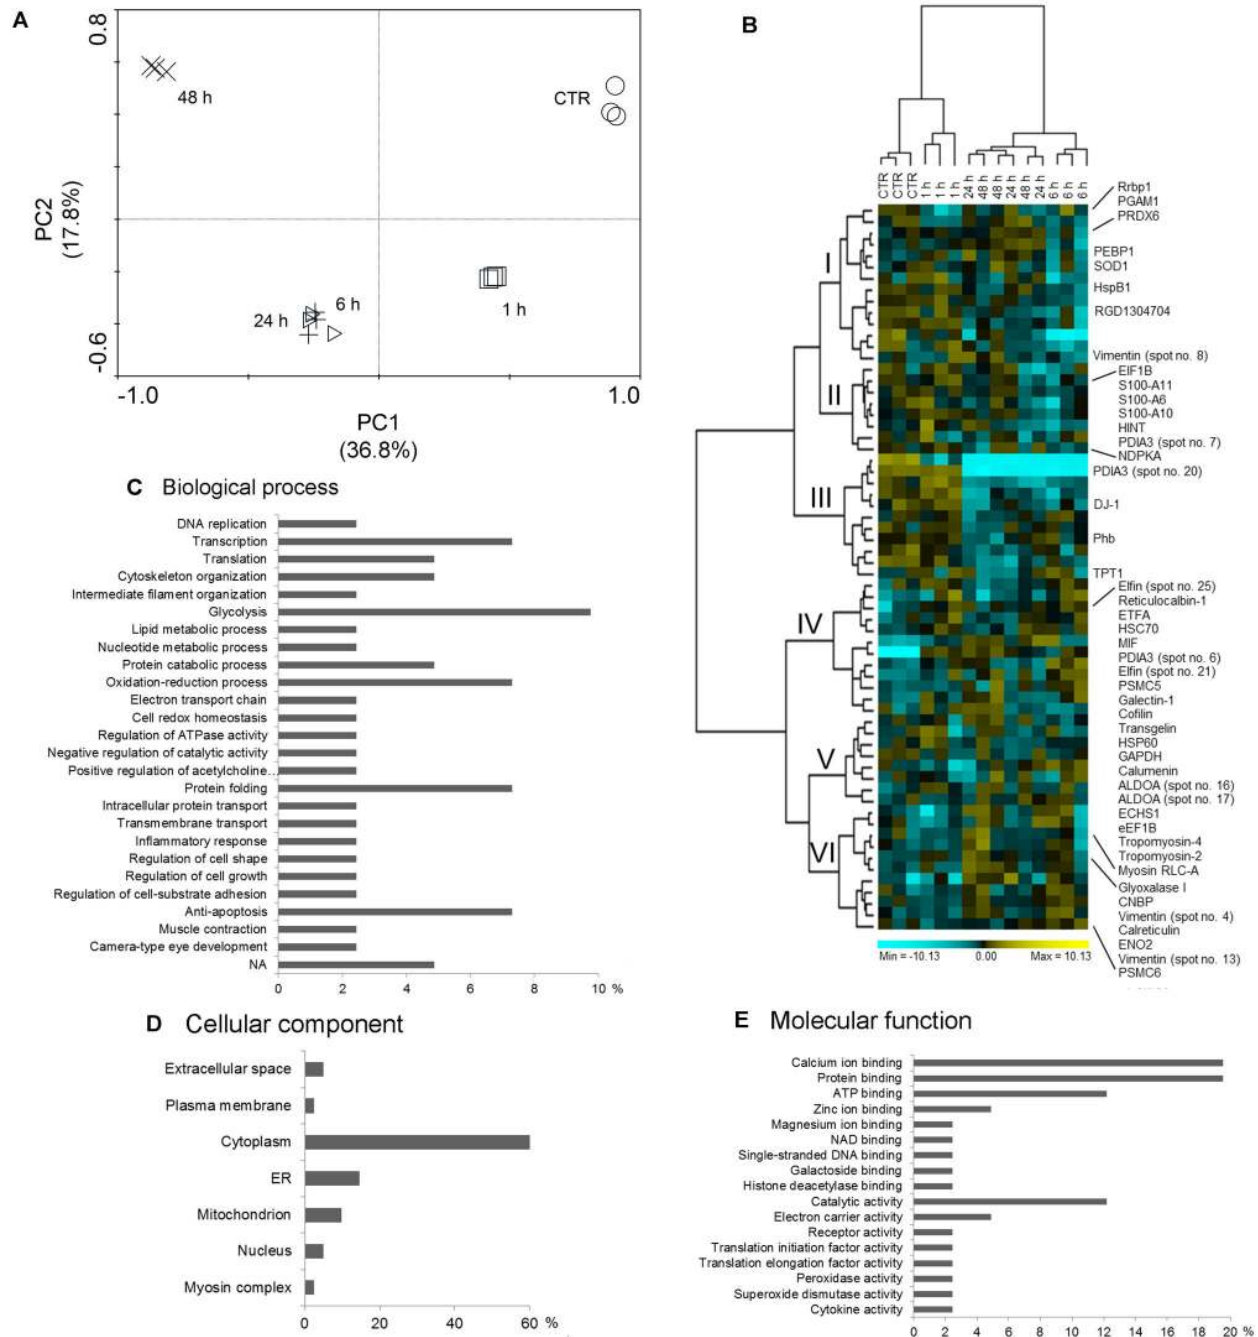 A
0.8
48 h
CTR
PC2
(17.8%)
6 h
24 h
1 h
-0.6
-1.0
1.0
PC1
(36.8%)
B
CTR
CTR
CTR
1 h
1 h
1 h
24 h
48 h
48 h
24 h
48 h
24 h
6 h
6 h
6 h
I
II
III
IV
V
VI
Rrbp1
PGAM1
PRDX6
PEBP1
SOD1
HspB1
RGD1304704
Vimentin (spot no. 8)
EIF1B
S100-A11
S100-A6
S100-A10
HINT
PDIA3 (spot no. 7)
NDPKA
PDIA3 (spot no. 20)
DJ-1
Phb
TPT1
Elfin (spot no. 25)
Reticulocalbin-1
ETFA
HSC70
MIF
PDIA3 (spot no. 6)
Elfin (spot no. 21)
PSMC5
Galectin-1
Cofilin
Transgelin
HSP60
GAPDH
Calumenin
ALDOA (spot no. 16)
ALDOA (spot no. 17)
ECHS1
eEF1B
Tropomyosin-4
Tropomyosin-2
Myosin RLC-A
Glyoxalase I
CNBP
Vimentin (spot no. 4)
Calreticulin
ENO2
Vimentin (spot no. 13)
PSMC6
Min = -10.13 0.00 Max = 10.13
C Biological process
DNA replication
Transcription
Translation
Cytoskeleton organization
Intermediate filament organization
Glycolysis
Lipid metabolic process
Nucleotide metabolic process
Protein catabolic process
Oxidation-reduction process
Electron transport chain
Cell redox homeostasis
Regulation of ATPase activity
Negative regulation of catalytic activity
Positive regulation of acetylcholine...
Protein folding
Intracellular protein transport
Transmembrane transport
Inflammatory response
Regulation of cell shape
Regulation of cell growth
Regulation of cell-substrate adhesion
Anti-apoptosis
Muscle contraction
Camera-type eye development
NA
0 2 4 6 8 10 %
D Cellular component
Extracellular space
Plasma membrane
Cytoplasm
ER
Mitochondrion
Nucleus
Myosin complex
0 20 40 60 %
E Molecular function
Calcium ion binding
Protein binding
ATP binding
Zinc ion binding
Magnesium ion binding
NAD binding
Single-stranded DNA binding
Galactoside binding
Histone deacetylase binding
Catalytic activity
Electron carrier activity
Receptor activity
Translation initiation factor activity
Translation elongation factor activity
Peroxidase activity
Superoxide dismutase activity
Cytokine activity
0 2 4 6 8 10 12 14 16 18 20 %